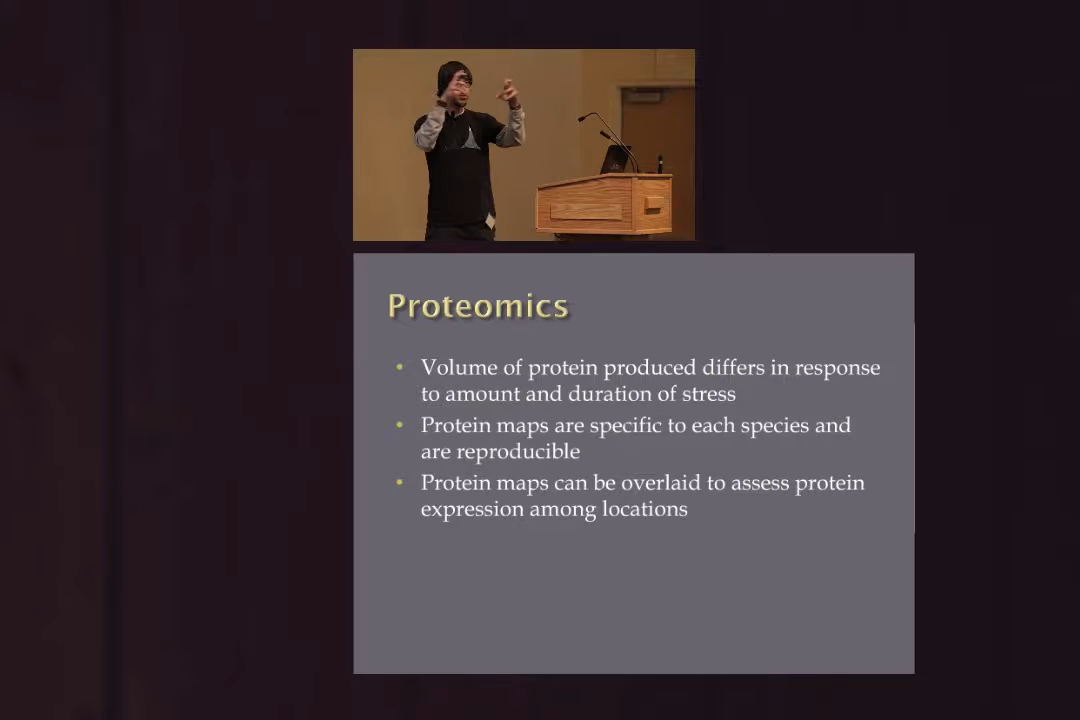 Proteomics
• Volume of protein produced differs in response
to amount and duration of stress
• Protein maps are specific to each species and
are reproducible
• Protein maps can be overlaid to assess protein
expression among locations